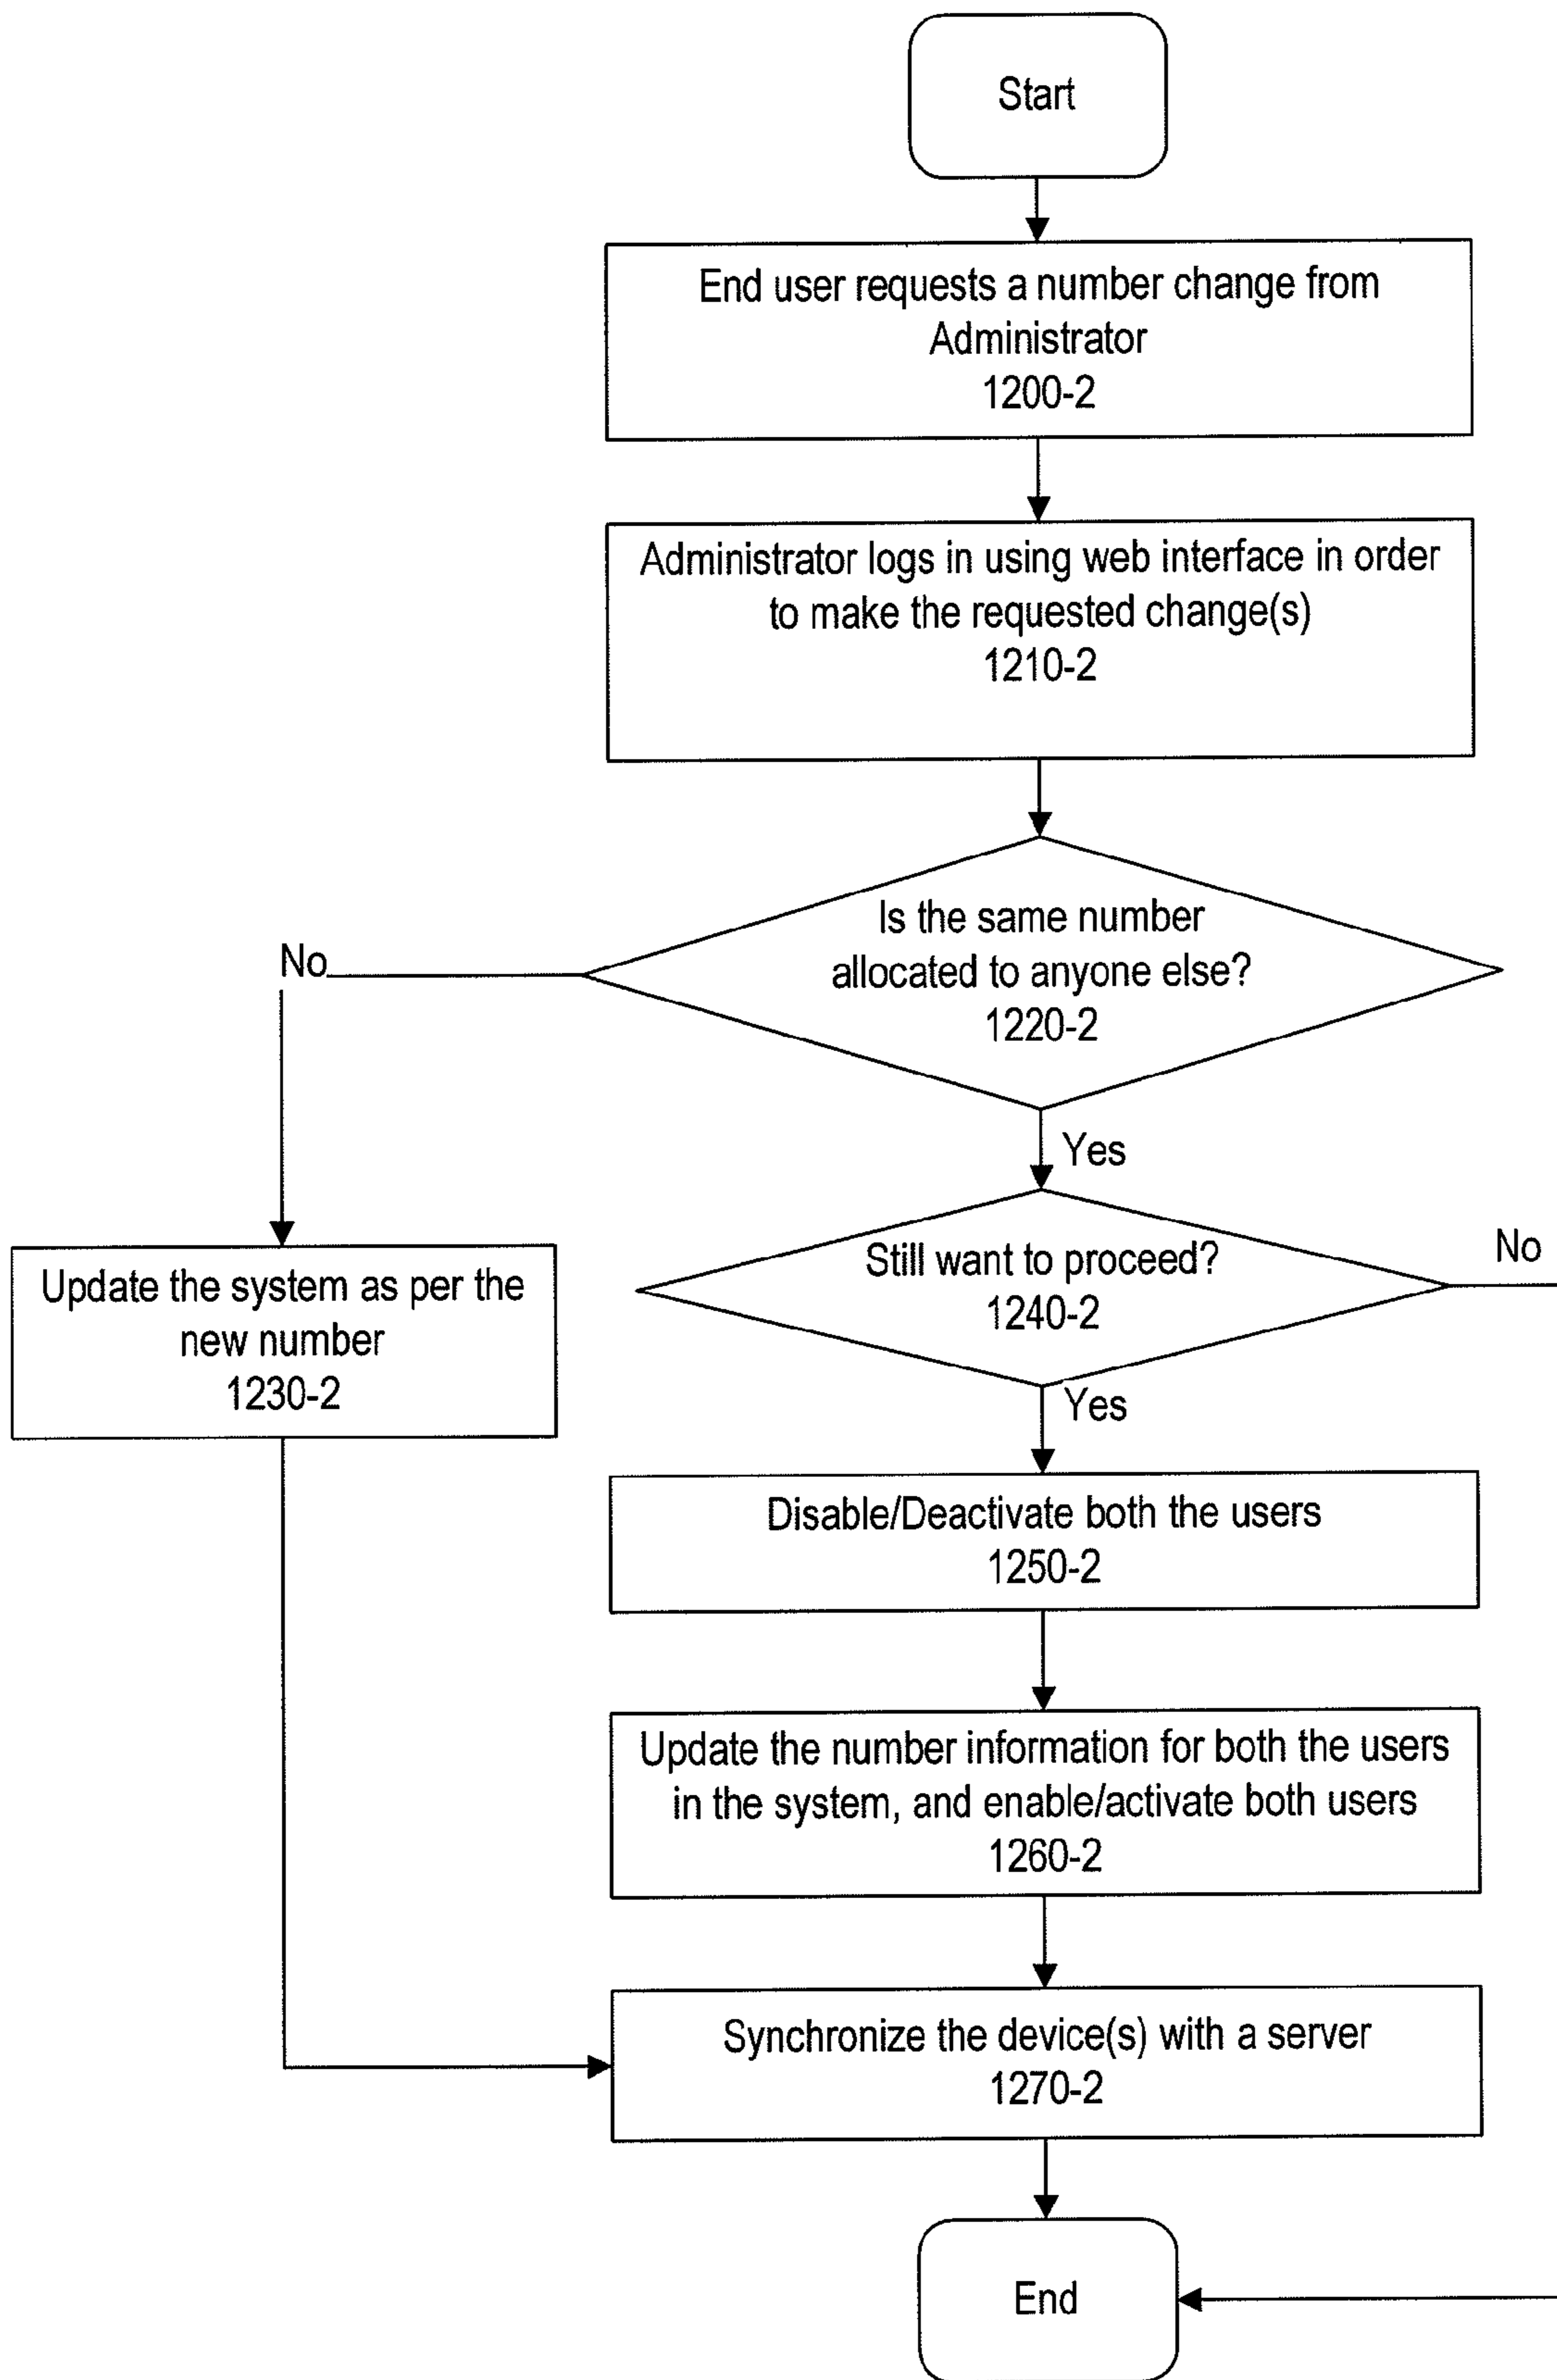 Start
End user requests a number change from
Administrator
1200-2
Administrator logs in using web interface in order
to make the requested change(s)
1210-2
Is the same number
allocated to anyone else?
1220-2
No
Yes
Still want to proceed?
1240-2
No
Update the system as per the
new number
1230-2
Yes
Disable/Deactivate both the users
1250-2
Update the number information for both the users
in the system, and enable/activate both users
1260-2
Synchronize the device(s) with a server
1270-2
End